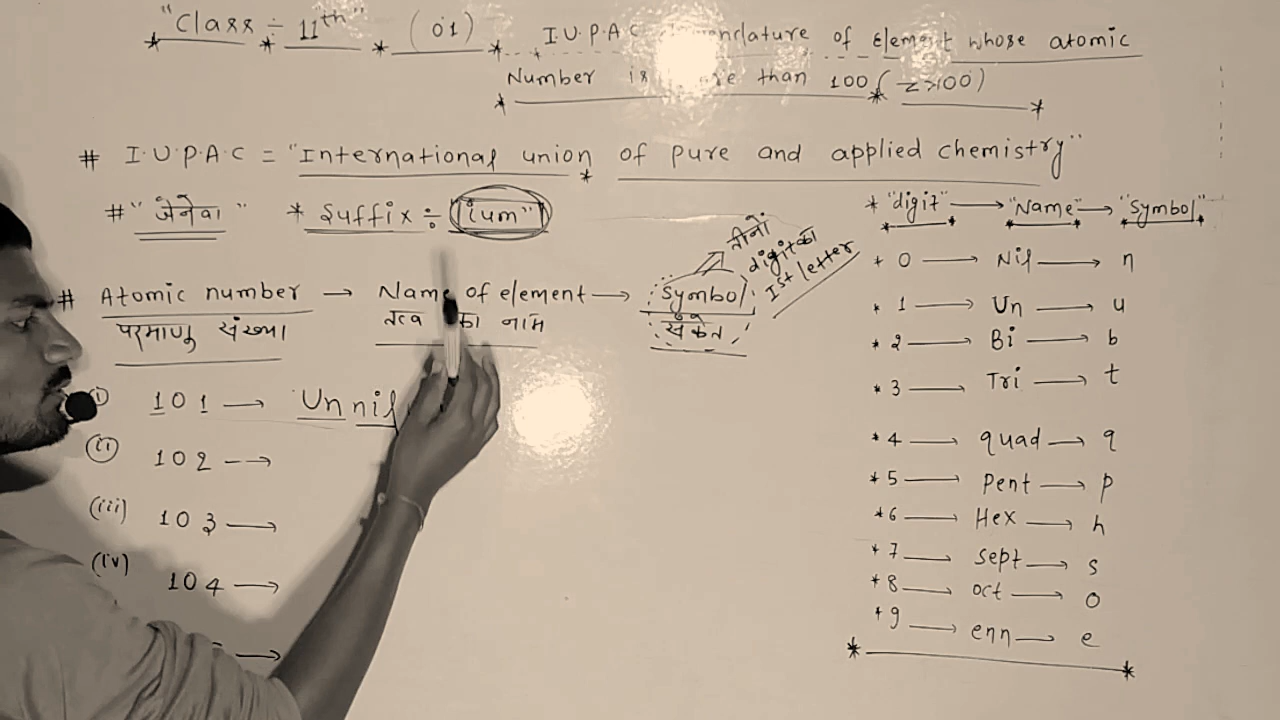 "Class ÷ 11th" (01) I.U.P.A.C nclature of Element whose atomic
Number is than 100 (Z>100)
# I.U.P.A.C = "International union of pure and applied chemistry"
# "जेनेवा" * Suffix ÷ "ium"
# Atomic number → Name of element → Symbol
परमाणु संख्या तत्व का नाम संकेत
तीनो
digit का
1st letter
(i) 101 → Un nil
(ii) 102 →
(iii) 103 →
(iv) 104 →
* "digit" → "Name" → "Symbol"
* 0 → Nil → n
* 1 → Un → u
* 2 → Bi → b
* 3 → Tri → t
* 4 → quad → q
* 5 → Pent → p
* 6 → Hex → h
* 7 → sept → s
* 8 → oct → o
* 9 → enn → e